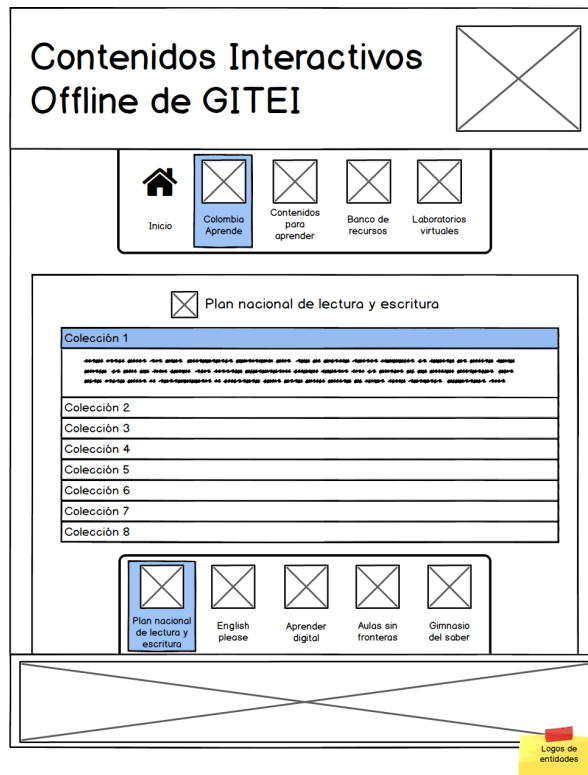 Contenidos Interactivos
Offline de GITEI
Inicio
Colombia
Aprende
Contenidos
para
aprender
Banco de
recursos
Laboratorios
virtuales
Plan nacional de lectura y escritura
Colección 1
Colección 2
Colección 3
Colección 4
Colección 5
Colección 6
Colección 7
Colección 8
Plan nacional
de lectura y
escritura
English
please
Aprender
digital
Aulas sin
fronteras
Gimnasio
del saber
Logos de
entidades